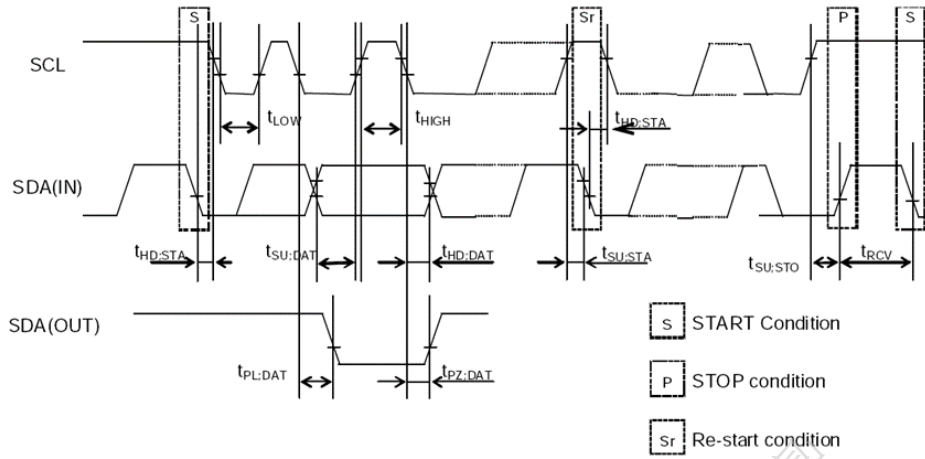 S Sr P S
SCL
tLOW tHIGH tHD:STA
SDA(IN)
tHD:STA tSU:DAT tHD:DAT tSU:STA tSU:STO tRCV
SDA(OUT)
tPL:DAT tPZ:DAT
S START Condition
P STOP condition
Sr Re-start condition